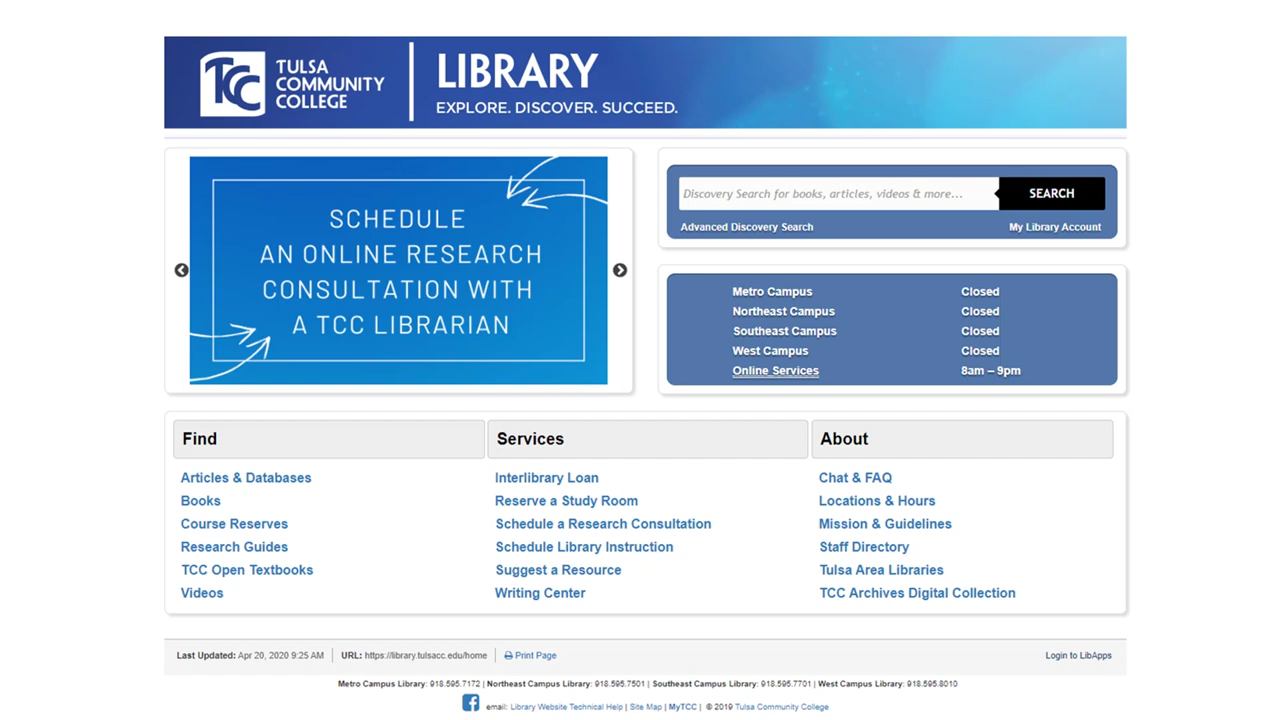 TCC
TULSA
COMMUNITY
COLLEGE
LIBRARY
EXPLORE. DISCOVER. SUCCEED.
SCHEDULE
AN ONLINE RESEARCH
CONSULTATION WITH
A TCC LIBRARIAN
Discovery Search for books, articles, videos & more...
SEARCH
Advanced Discovery Search
My Library Account
Metro Campus Closed
Northeast Campus Closed
Southeast Campus Closed
West Campus Closed
Online Services 8am – 9pm
Find
Articles & Databases
Books
Course Reserves
Research Guides
TCC Open Textbooks
Videos
Services
Interlibrary Loan
Reserve a Study Room
Schedule a Research Consultation
Schedule Library Instruction
Suggest a Resource
Writing Center
About
Chat & FAQ
Locations & Hours
Mission & Guidelines
Staff Directory
Tulsa Area Libraries
TCC Archives Digital Collection
Last Updated: Apr 20, 2020 9:25 AM | URL: https://library.tulsacc.edu/home | Print Page
Login to LibApps
Metro Campus Library: 918.595.7172 | Northeast Campus Library: 918.595.7501 | Southeast Campus Library: 918.595.7701 | West Campus Library: 918.595.8010
email: Library Website Technical Help | Site Map | MyTCC | © 2019 Tulsa Community College